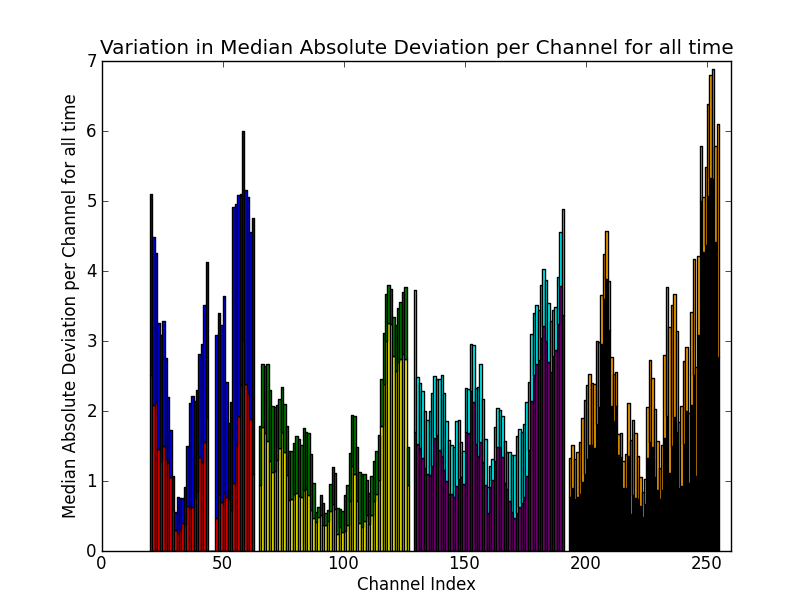 Variation in Median Absolute Deviation per Channel for all time
Median Absolute Deviation per Channel for all time
7
6
5
4
3
2
1
0
0 50 100 150 200 250
Channel Index